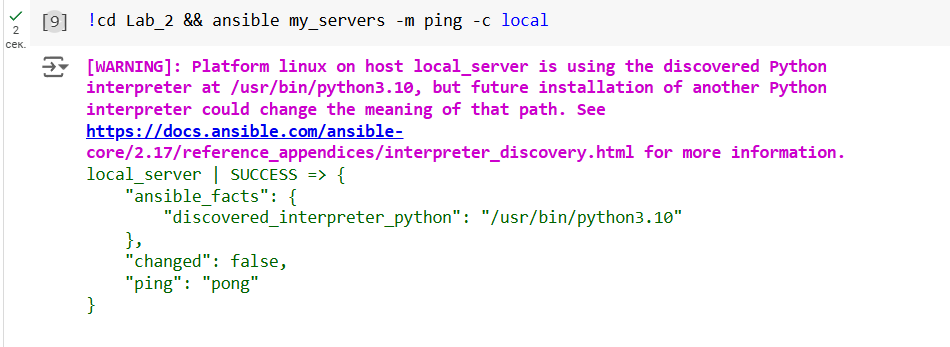 [9] !cd Lab_2 && ansible my_servers -m ping -c local
2
сек.
[WARNING]: Platform linux on host local_server is using the discovered Python
interpreter at /usr/bin/python3.10, but future installation of another Python
interpreter could change the meaning of that path. See
https://docs.ansible.com/ansible-
core/2.17/reference_appendices/interpreter_discovery.html for more information.
local_server | SUCCESS => {
    "ansible_facts": {
        "discovered_interpreter_python": "/usr/bin/python3.10"
    },
    "changed": false,
    "ping": "pong"
}